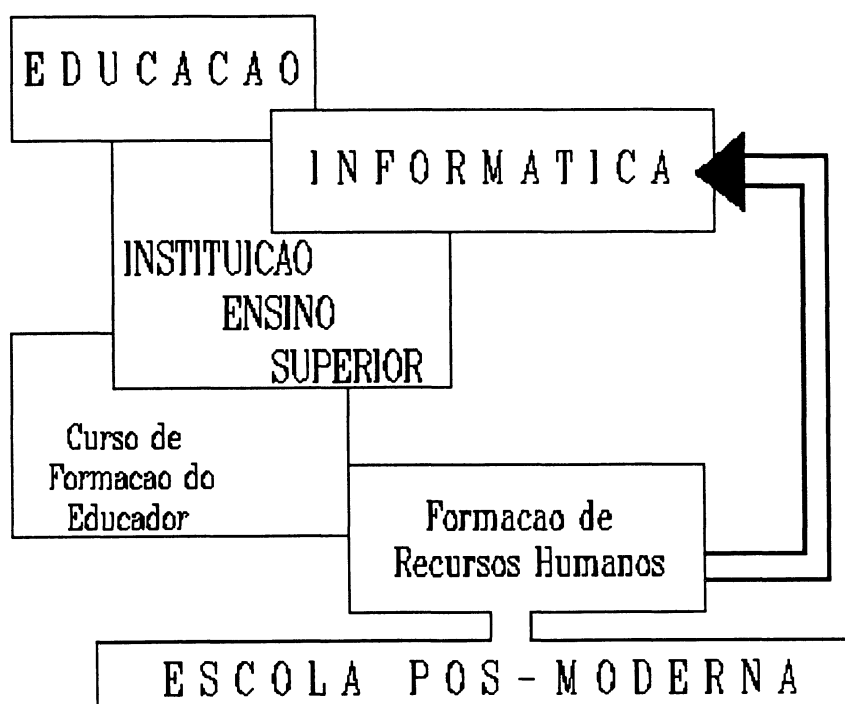 EDUCACAO
INFORMATICA
INSTITUICAO
ENSINO
SUPERIOR
Curso de
Formacao do
Educador
Formacao de
Recursos Humanos
ESCOLA POS-MODERNA